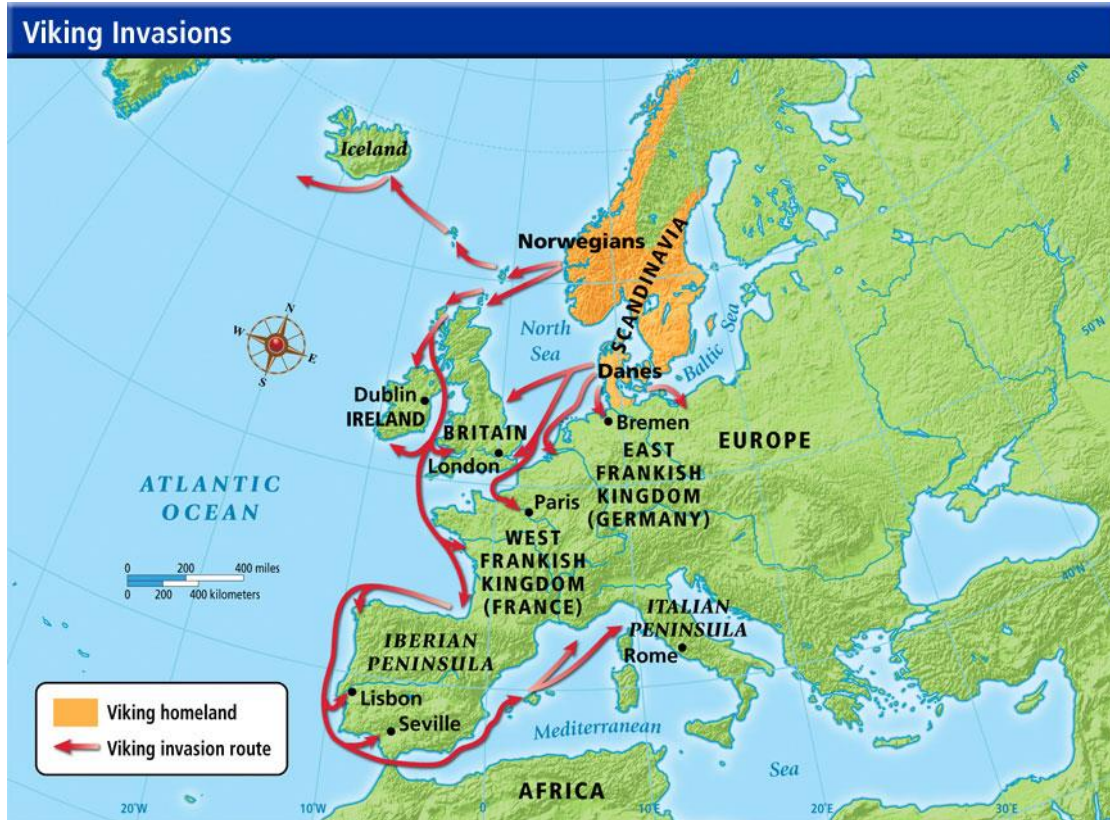 Viking Invasions
60°N
Iceland
Norwegians
SCANDINAVIA
N
W
E
S
North
Sea
Baltic Sea
50°N
Danes
Dublin
IRELAND
BRITAIN
London
Bremen
EUROPE
EAST
FRANKISH
KINGDOM
(GERMANY)
ATLANTIC
OCEAN
Paris
WEST
FRANKISH
KINGDOM
(FRANCE)
0 200 400 miles
0 200 400 kilometers
40°N
IBERIAN
PENINSULA
ITALIAN
PENINSULA
Rome
Lisbon
Seville
Mediterranean
Sea
Viking homeland
Viking invasion route
AFRICA
20°W
10°W
0°
10°E
20°E
30°E